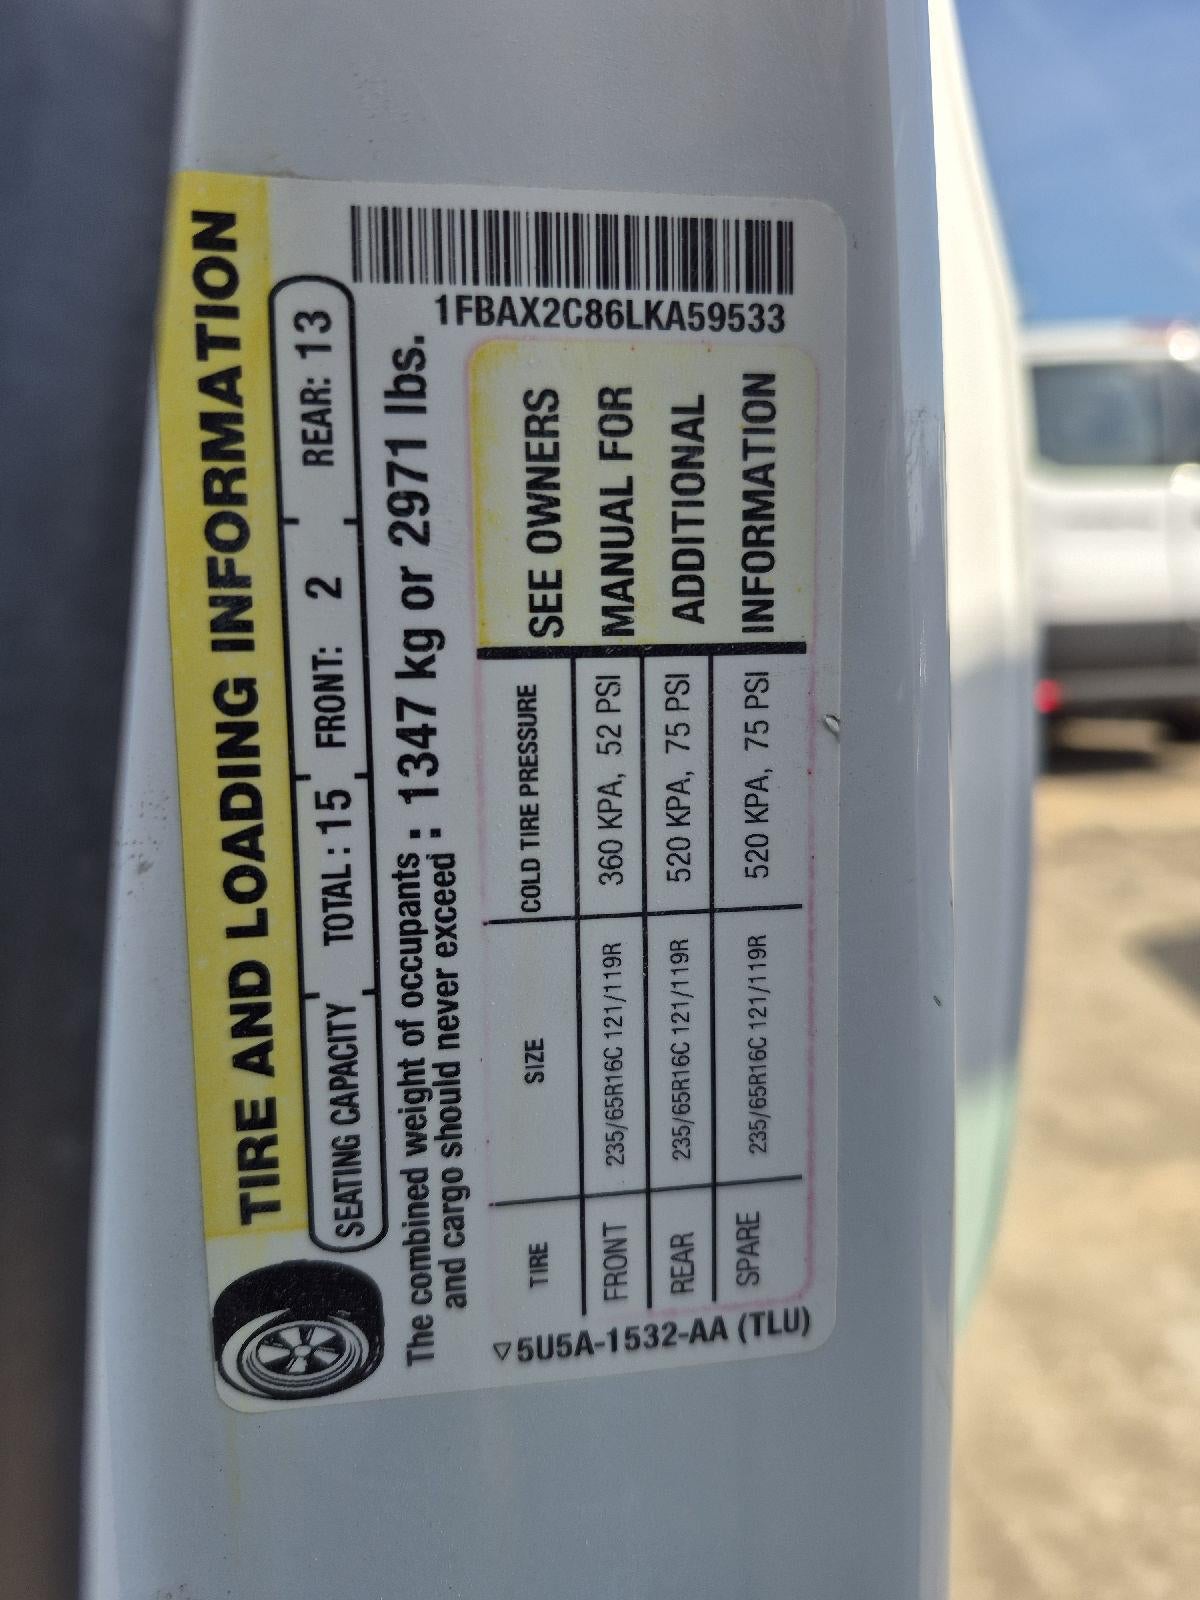 TIRE AND LOADING INFORMATION
SEATING CAPACITY TOTAL : 15 FRONT: 2 REAR: 13
The combined weight of occupants
and cargo should never exceed : 1347 kg or 2971 lbs.
TIRE SIZE COLD TIRE PRESSURE
FRONT 235/65R16C 121/119R 360 KPA, 52 PSI
REAR 235/65R16C 121/119R 520 KPA, 75 PSI
SPARE 235/65R16C 121/119R 520 KPA, 75 PSI
SEE OWNERS
MANUAL FOR
ADDITIONAL
INFORMATION
1FBAX2C86LKA59533
▽5U5A-1532-AA (TLU)